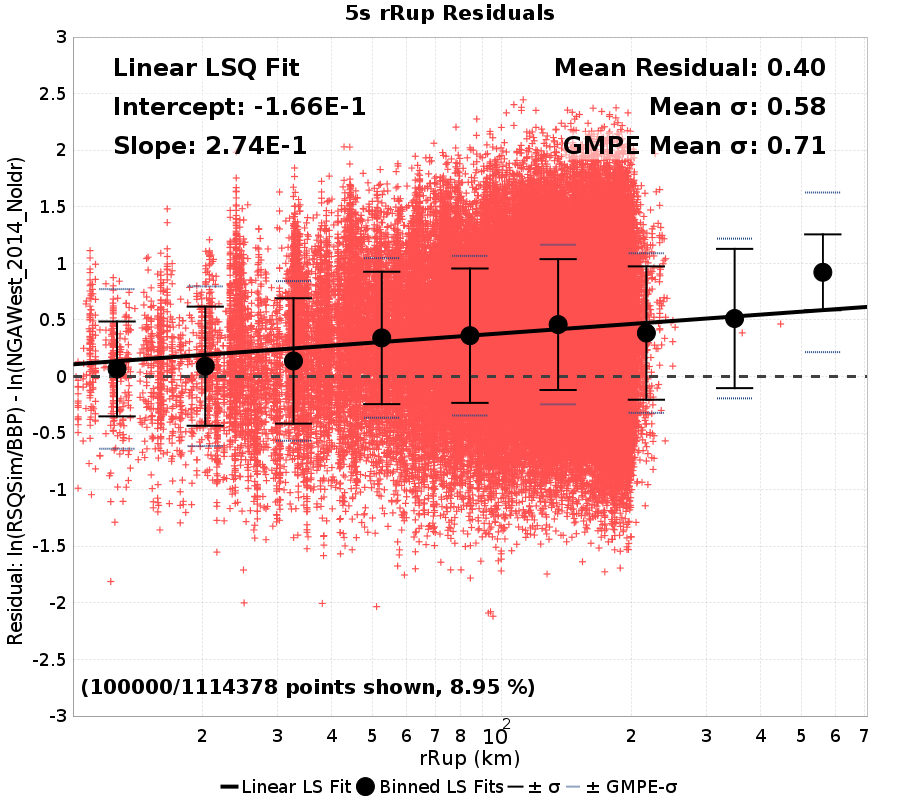 5s rRup Residuals
Linear LSQ Fit
Intercept: -1.66E-1
Slope: 2.74E-1
Mean Residual: 0.40
Mean σ: 0.58
GMPE Mean σ: 0.71
Residual: ln(RSQSim/BBP) - ln(NGAWest_2014_NoIdr)
3
2.5
2
1.5
1
0.5
0
-0.5
-1
-1.5
-2
-2.5
-3
(100000/1114378 points shown, 8.95 %)
2 3 4 5 6 7 8 10² 2 3 4 5 6 7
rRup (km)
Linear LS Fit Binned LS Fits ± σ ± GMPE-σ